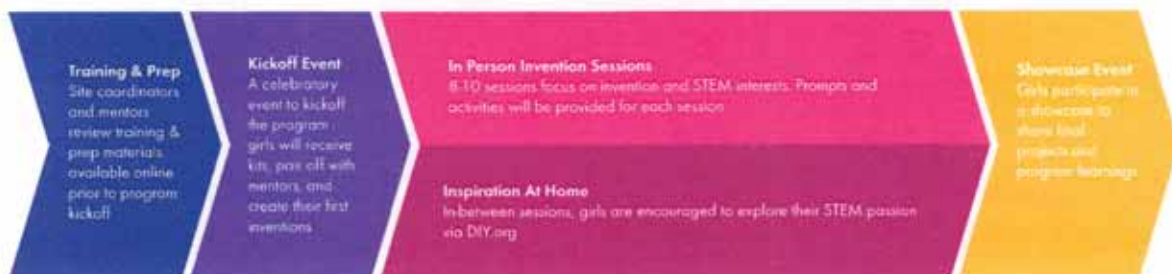 Training & Prep
Site coordinators
and mentors
review training &
prep materials
available online
prior to program
kickoff
Kickoff Event
A celebratory
event to kickoff
the program
girls will receive
kits, pair off with
mentors, and
create their first
inventions
In Person Invention Sessions
8-10 sessions focus on invention and STEM interests. Prompts and
activities will be provided for each session
Inspiration At Home
In-between sessions, girls are encouraged to explore their STEM passion
via DIY.org
Showcase Event
Girls participate in
a showcase to
share final
projects and
program learnings